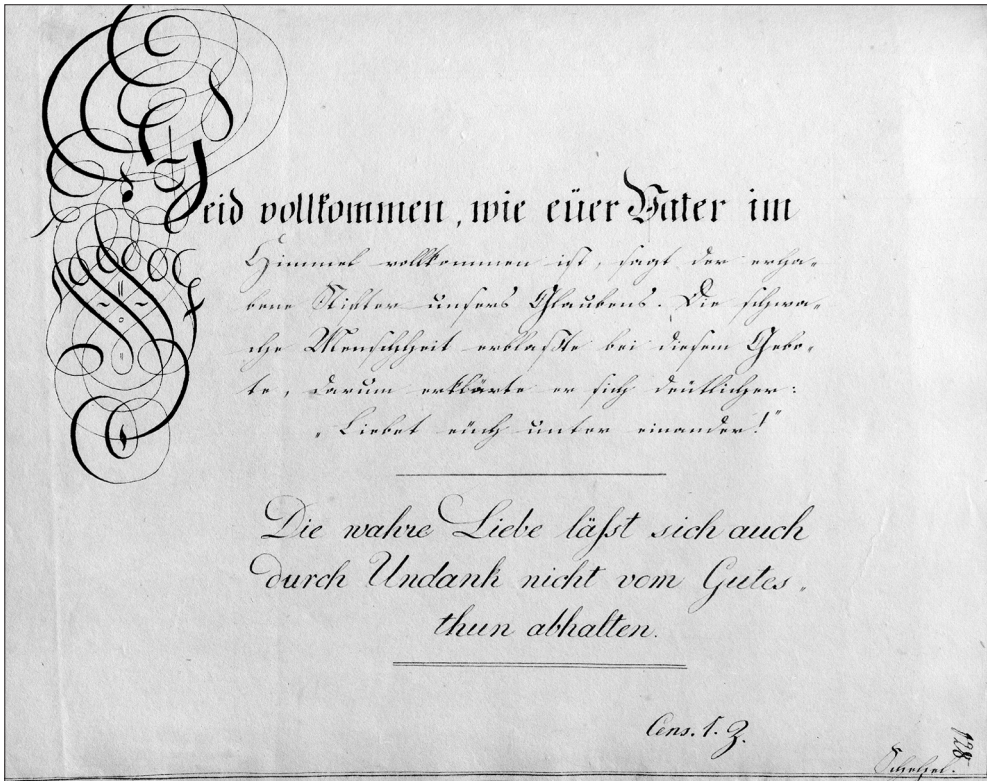 Seid vollkommen, wie eüer Vater im
Himmel vollkommen ist, sagt der erha-
bene Stifter unsers Glaubens. Die schwa-
che Menschheit erblaßte bei diesem Gebo-
te, darum erklärte er sich deütlicher:
„Liebet eüch unter einander!"
Die wahre Liebe läſst sich auch
durch Undank nicht vom Gutes-
thun abhalten.
Cens. 1. Z.
128